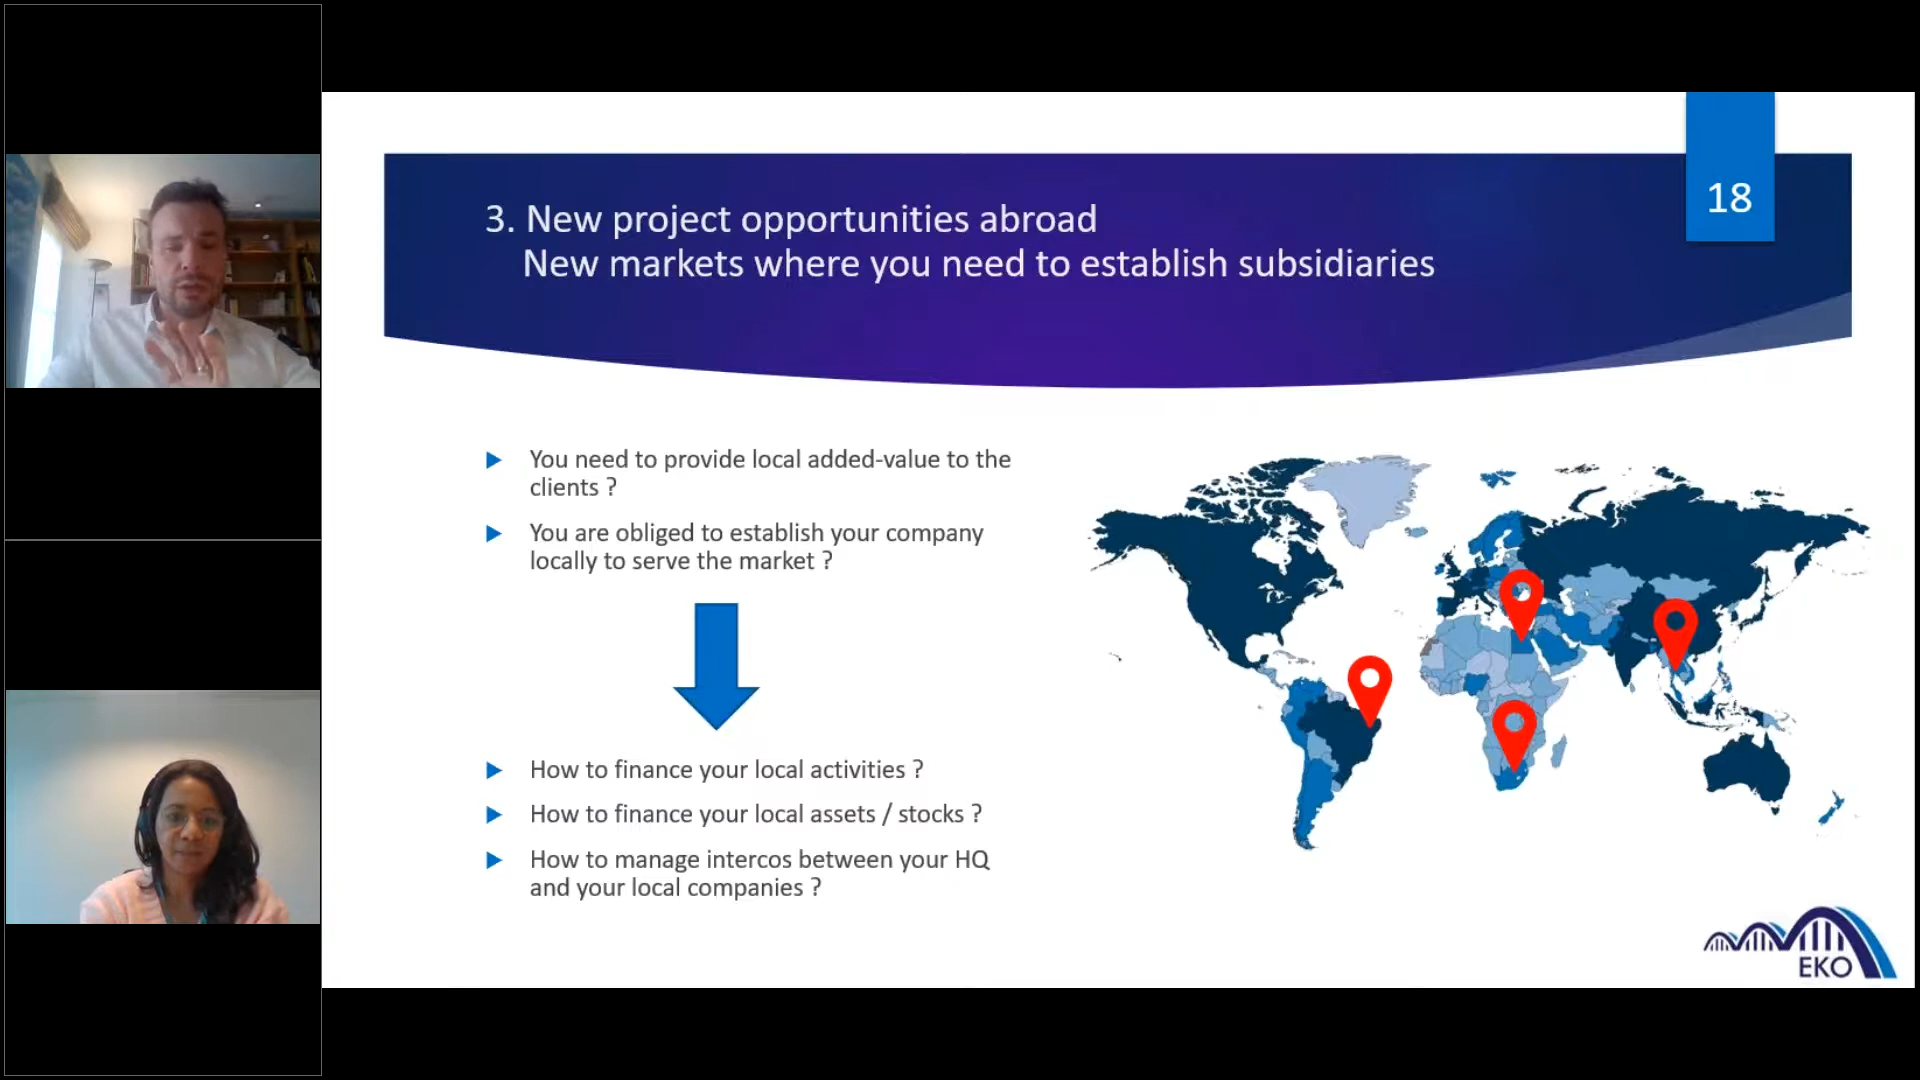 18
3. New project opportunities abroad
New markets where you need to establish subsidiaries
You need to provide local added-value to the
clients ?
You are obliged to establish your company
locally to serve the market ?
How to finance your local activities ?
How to finance your local assets / stocks ?
How to manage intercos between your HQ
and your local companies ?
EKO